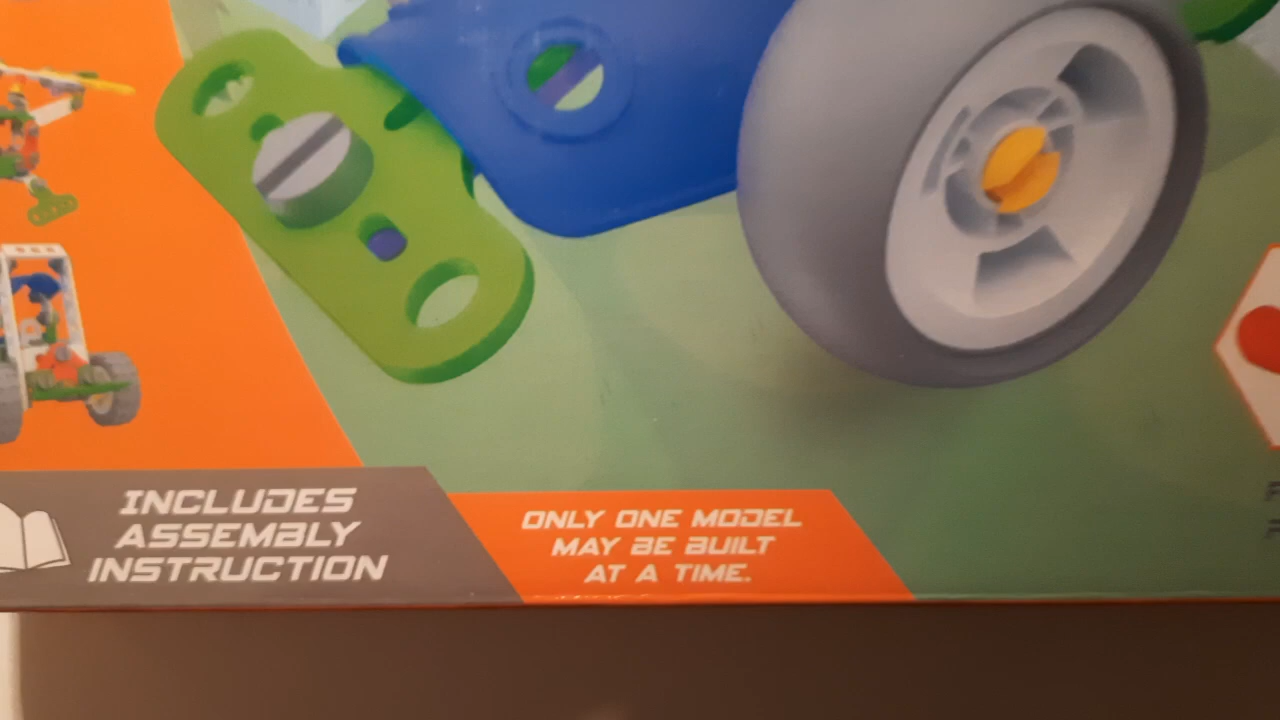 INCLUDES
ASSEMBLY
INSTRUCTION
ONLY ONE MODEL
MAY BE BUILT
AT A TIME.